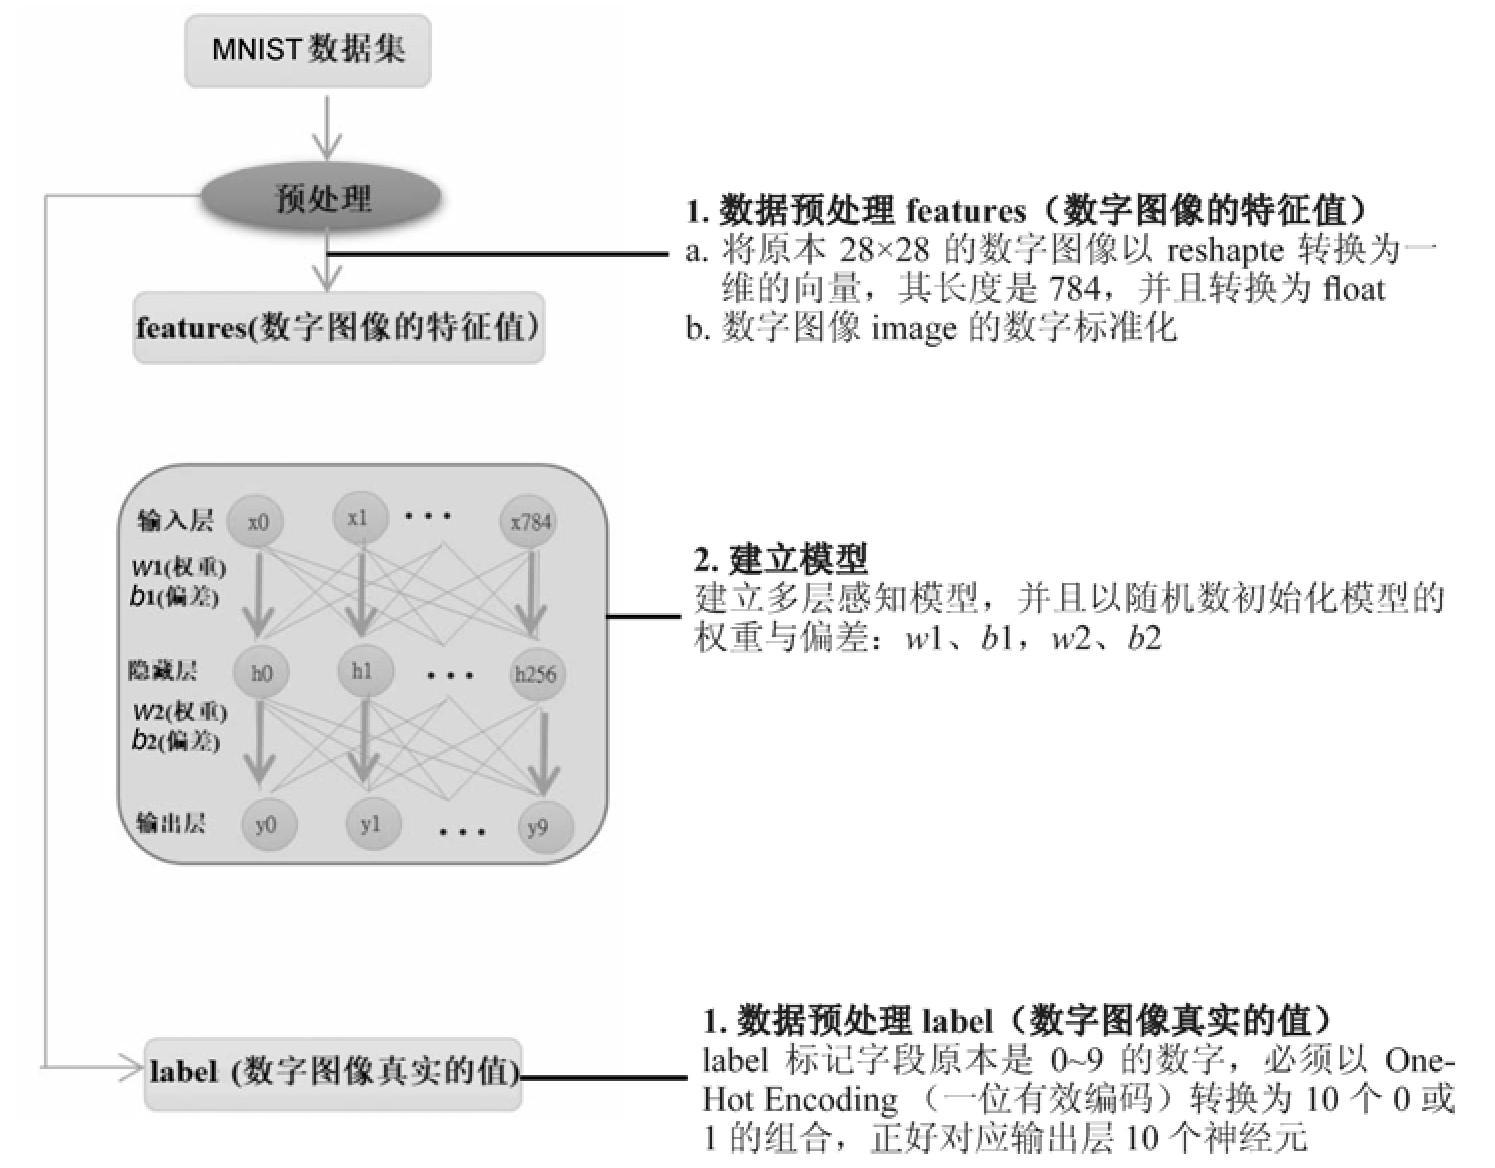 MNIST 数据集
预处理
1. 数据预处理 features（数字图像的特征值）
a. 将原本 28×28 的数字图像以 reshapte 转换为一
维的向量，其长度是 784，并且转换为 float
b. 数字图像 image 的数字标准化
features(数字图像的特征值）
输入层 x0 x1 ··· x784
w1(权重)
b1(偏差)
隐藏层 h0 h1 ··· h256
w2(权重)
b2(偏差)
输出层 y0 y1 ··· y9
2. 建立模型
建立多层感知模型，并且以随机数初始化模型的
权重与偏差：w1、b1，w2、b2
label (数字图像真实的值)
1. 数据预处理 label（数字图像真实的值）
label 标记字段原本是 0~9 的数字，必须以 One-
Hot Encoding （一位有效编码）转换为 10 个 0 或
1 的组合，正好对应输出层 10 个神经元